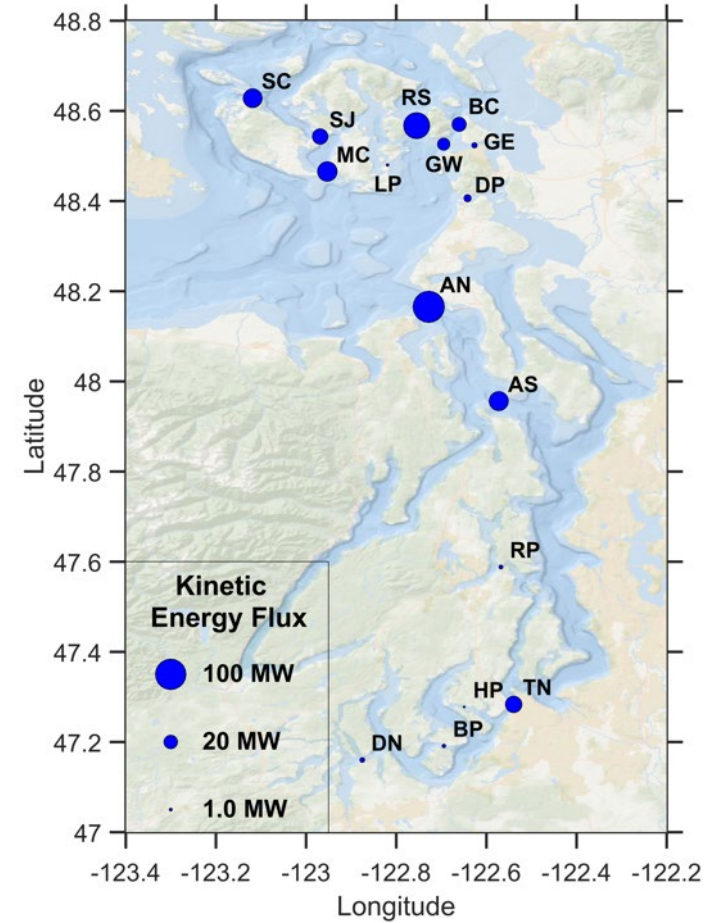 48.8
48.6
48.4
48.2
48
47.8
47.6
47.4
47.2
47
Latitude
SC
RS
BC
SJ
GE
MC
GW
LP
DP
AN
AS
RP
HP
TN
BP
DN
Kinetic
Energy Flux
100 MW
20 MW
1.0 MW
-123.4 -123.2 -123 -122.8 -122.6 -122.4 -122.2
Longitude